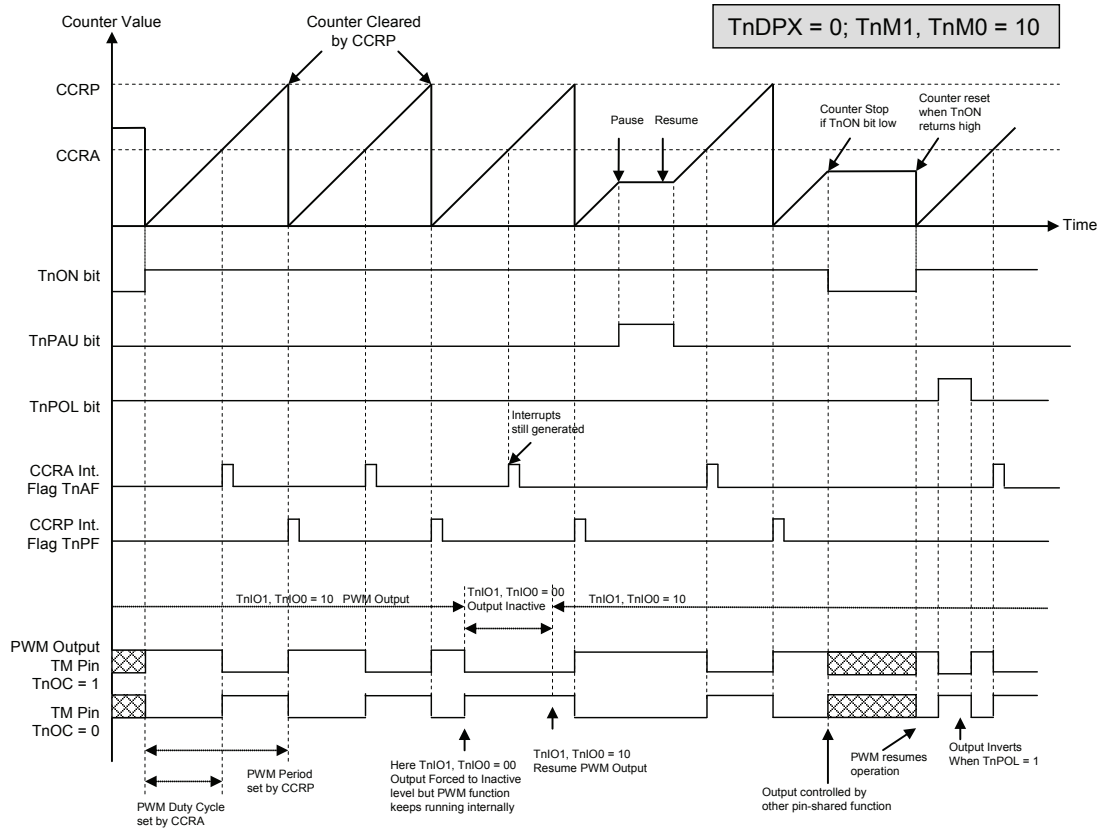 TnDPX = 0; TnM1, TnM0 = 10
Counter Value
Counter Cleared
by CCRP
CCRP
CCRA
Pause
Resume
Counter Stop
if TnON bit low
Counter reset
when TnON
returns high
Time
TnON bit
TnPAU bit
TnPOL bit
Interrupts
still generated
CCRA Int.
Flag TnAF
CCRP Int.
Flag TnPF
TnIO1, TnIO0 = 10 PWM Output
TnIO1, TnIO0 = 00
Output Inactive
TnIO1, TnIO0 = 10
PWM Output
TM Pin
TnOC = 1
TM Pin
TnOC = 0
PWM Duty Cycle
set by CCRA
PWM Period
set by CCRP
Here TnIO1, TnIO0 = 00
Output Forced to Inactive
level but PWM function
keeps running internally
TnIO1, TnIO0 = 10
Resume PWM Output
Output controlled by
other pin-shared function
PWM resumes
operation
Output Inverts
When TnPOL = 1